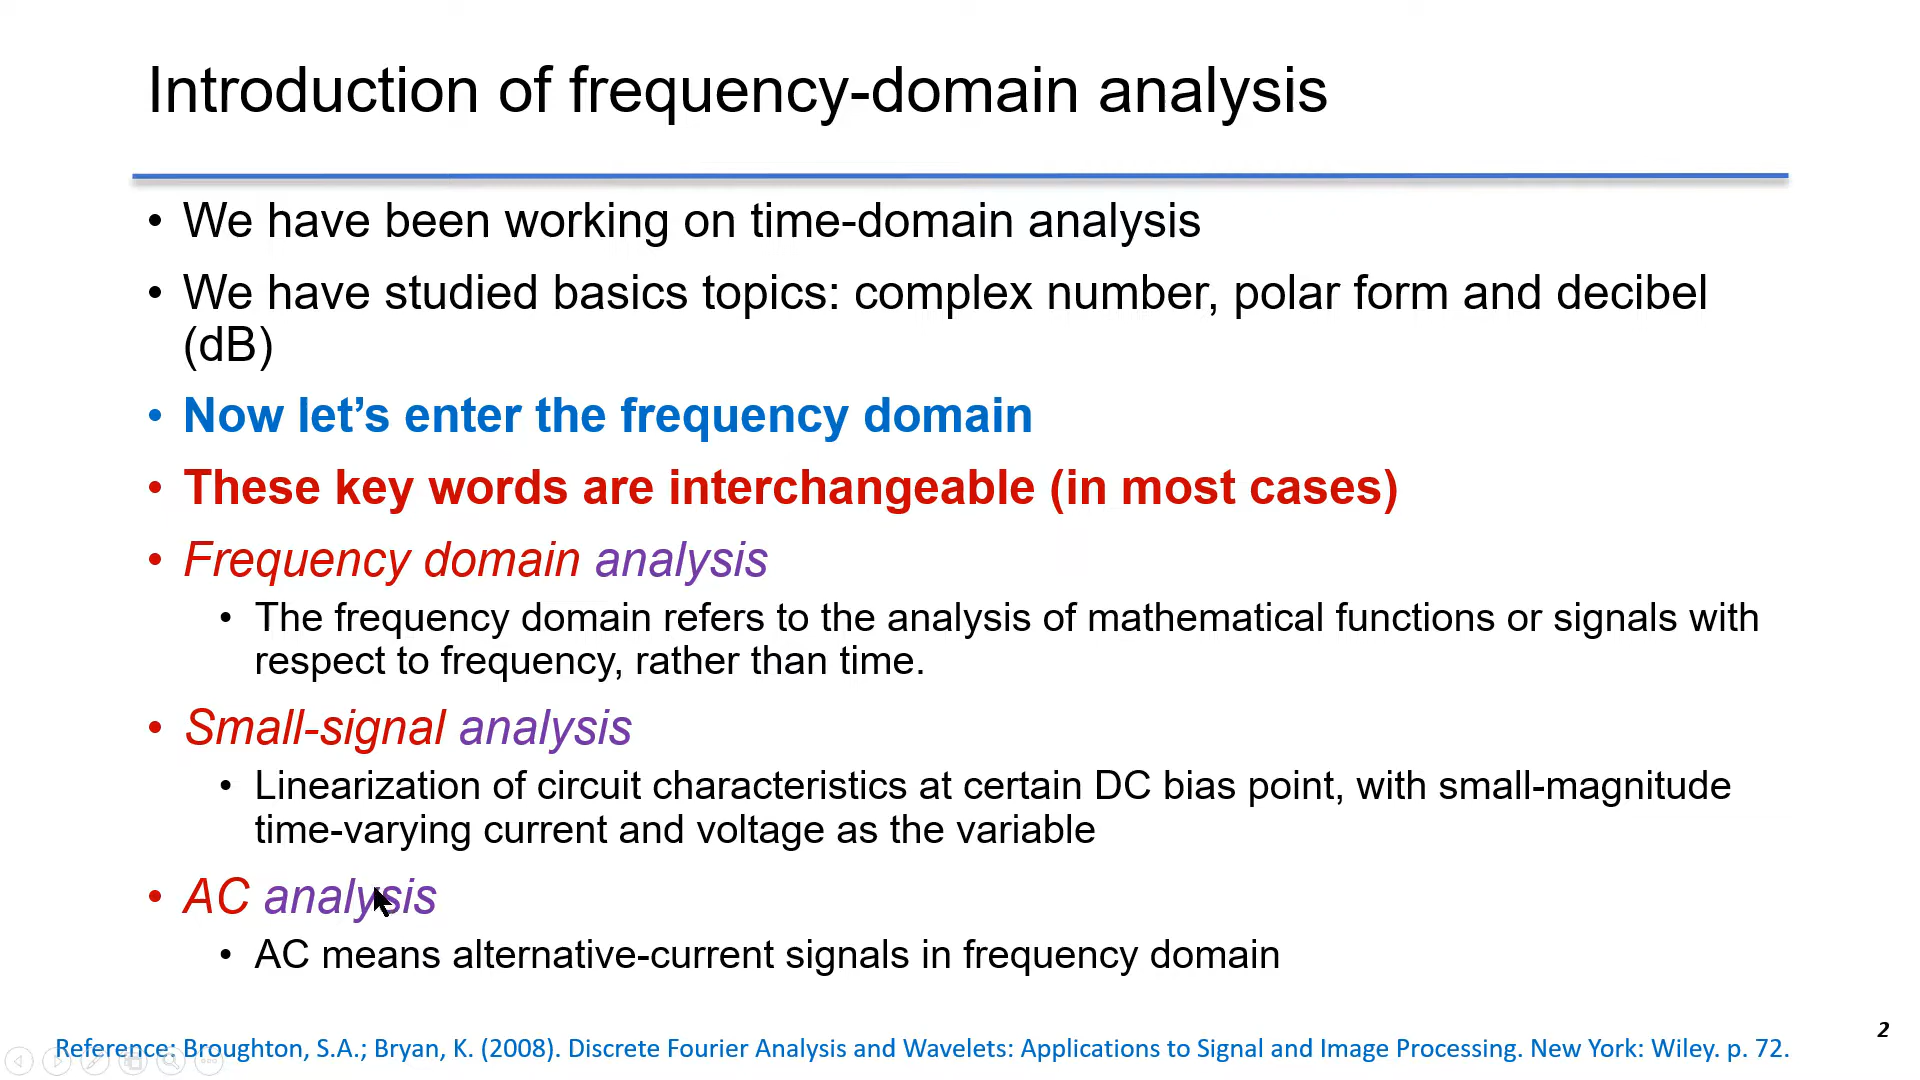 Introduction of frequency-domain analysis
• We have been working on time-domain analysis
• We have studied basics topics: complex number, polar form and decibel
(dB)
• Now let’s enter the frequency domain
• These key words are interchangeable (in most cases)
• Frequency domain analysis
• The frequency domain refers to the analysis of mathematical functions or signals with
respect to frequency, rather than time.
• Small-signal analysis
• Linearization of circuit characteristics at certain DC bias point, with small-magnitude
time-varying current and voltage as the variable
• AC analysis
• AC means alternative-current signals in frequency domain
2
Reference: Broughton, S.A.; Bryan, K. (2008). Discrete Fourier Analysis and Wavelets: Applications to Signal and Image Processing. New York: Wiley. p. 72.